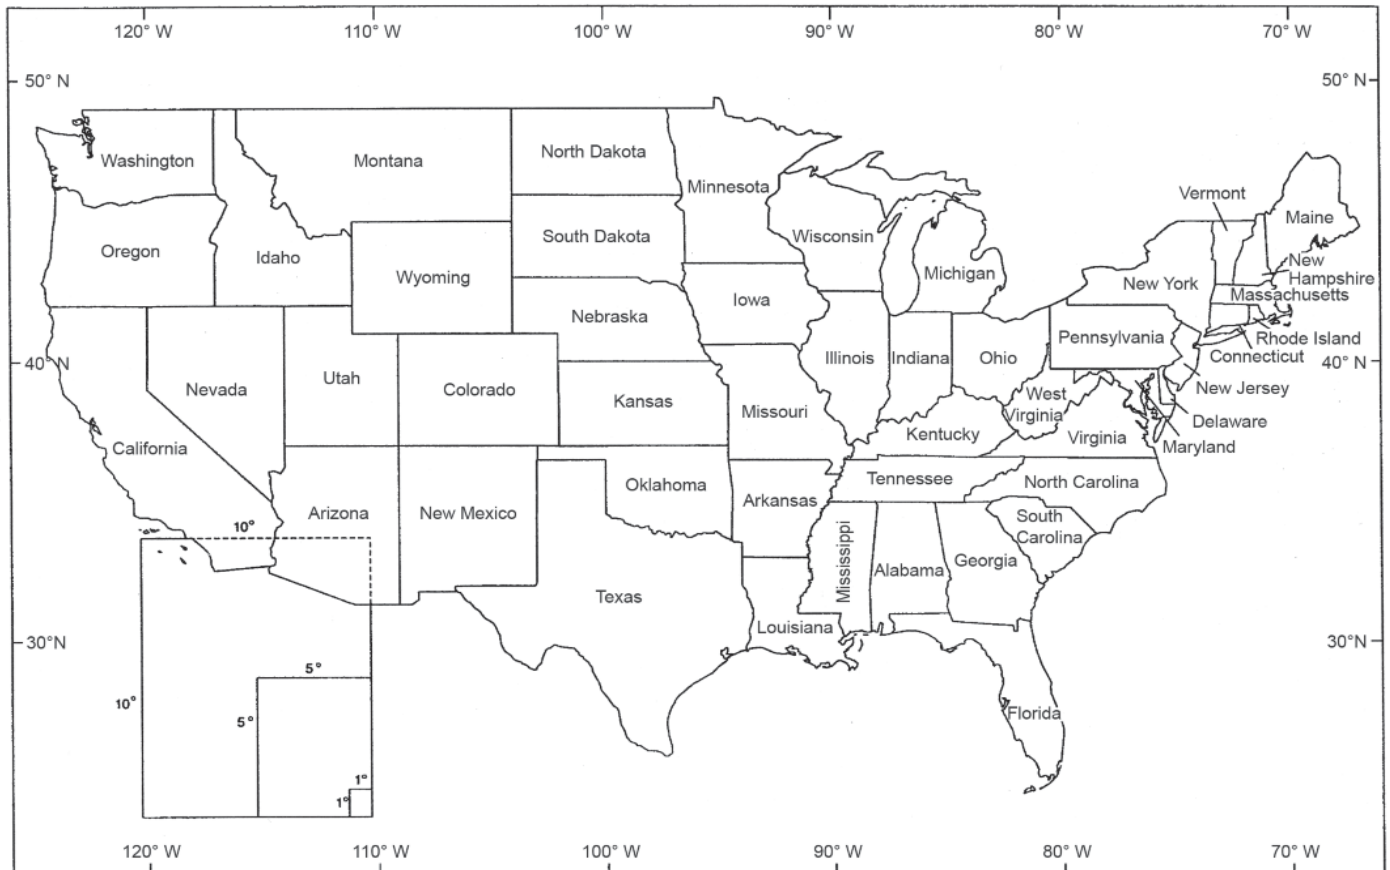 120° W
110° W
100° W
90° W
80° W
70° W
50° N
50° N
Washington
Montana
North Dakota
Minnesota
Vermont
Maine
Oregon
Idaho
South Dakota
Wisconsin
Wyoming
Michigan
New
Hampshire
New York
Massachusetts
Iowa
Nebraska
Pennsylvania
Rhode Island
Connecticut
40° N
40° N
Nevada
Utah
Colorado
Illinois
Indiana
Ohio
New Jersey
Kansas
Missouri
West
Virginia
Delaware
California
Kentucky
Virginia
Maryland
Oklahoma
Tennessee
North Carolina
Arkansas
Arizona
New Mexico
South
Carolina
10°
Mississippi
Alabama
Georgia
Texas
Louisiana
30°N
30°N
5°
10°
5°
Florida
1°
1°
120° W
110° W
100° W
90° W
80° W
70° W